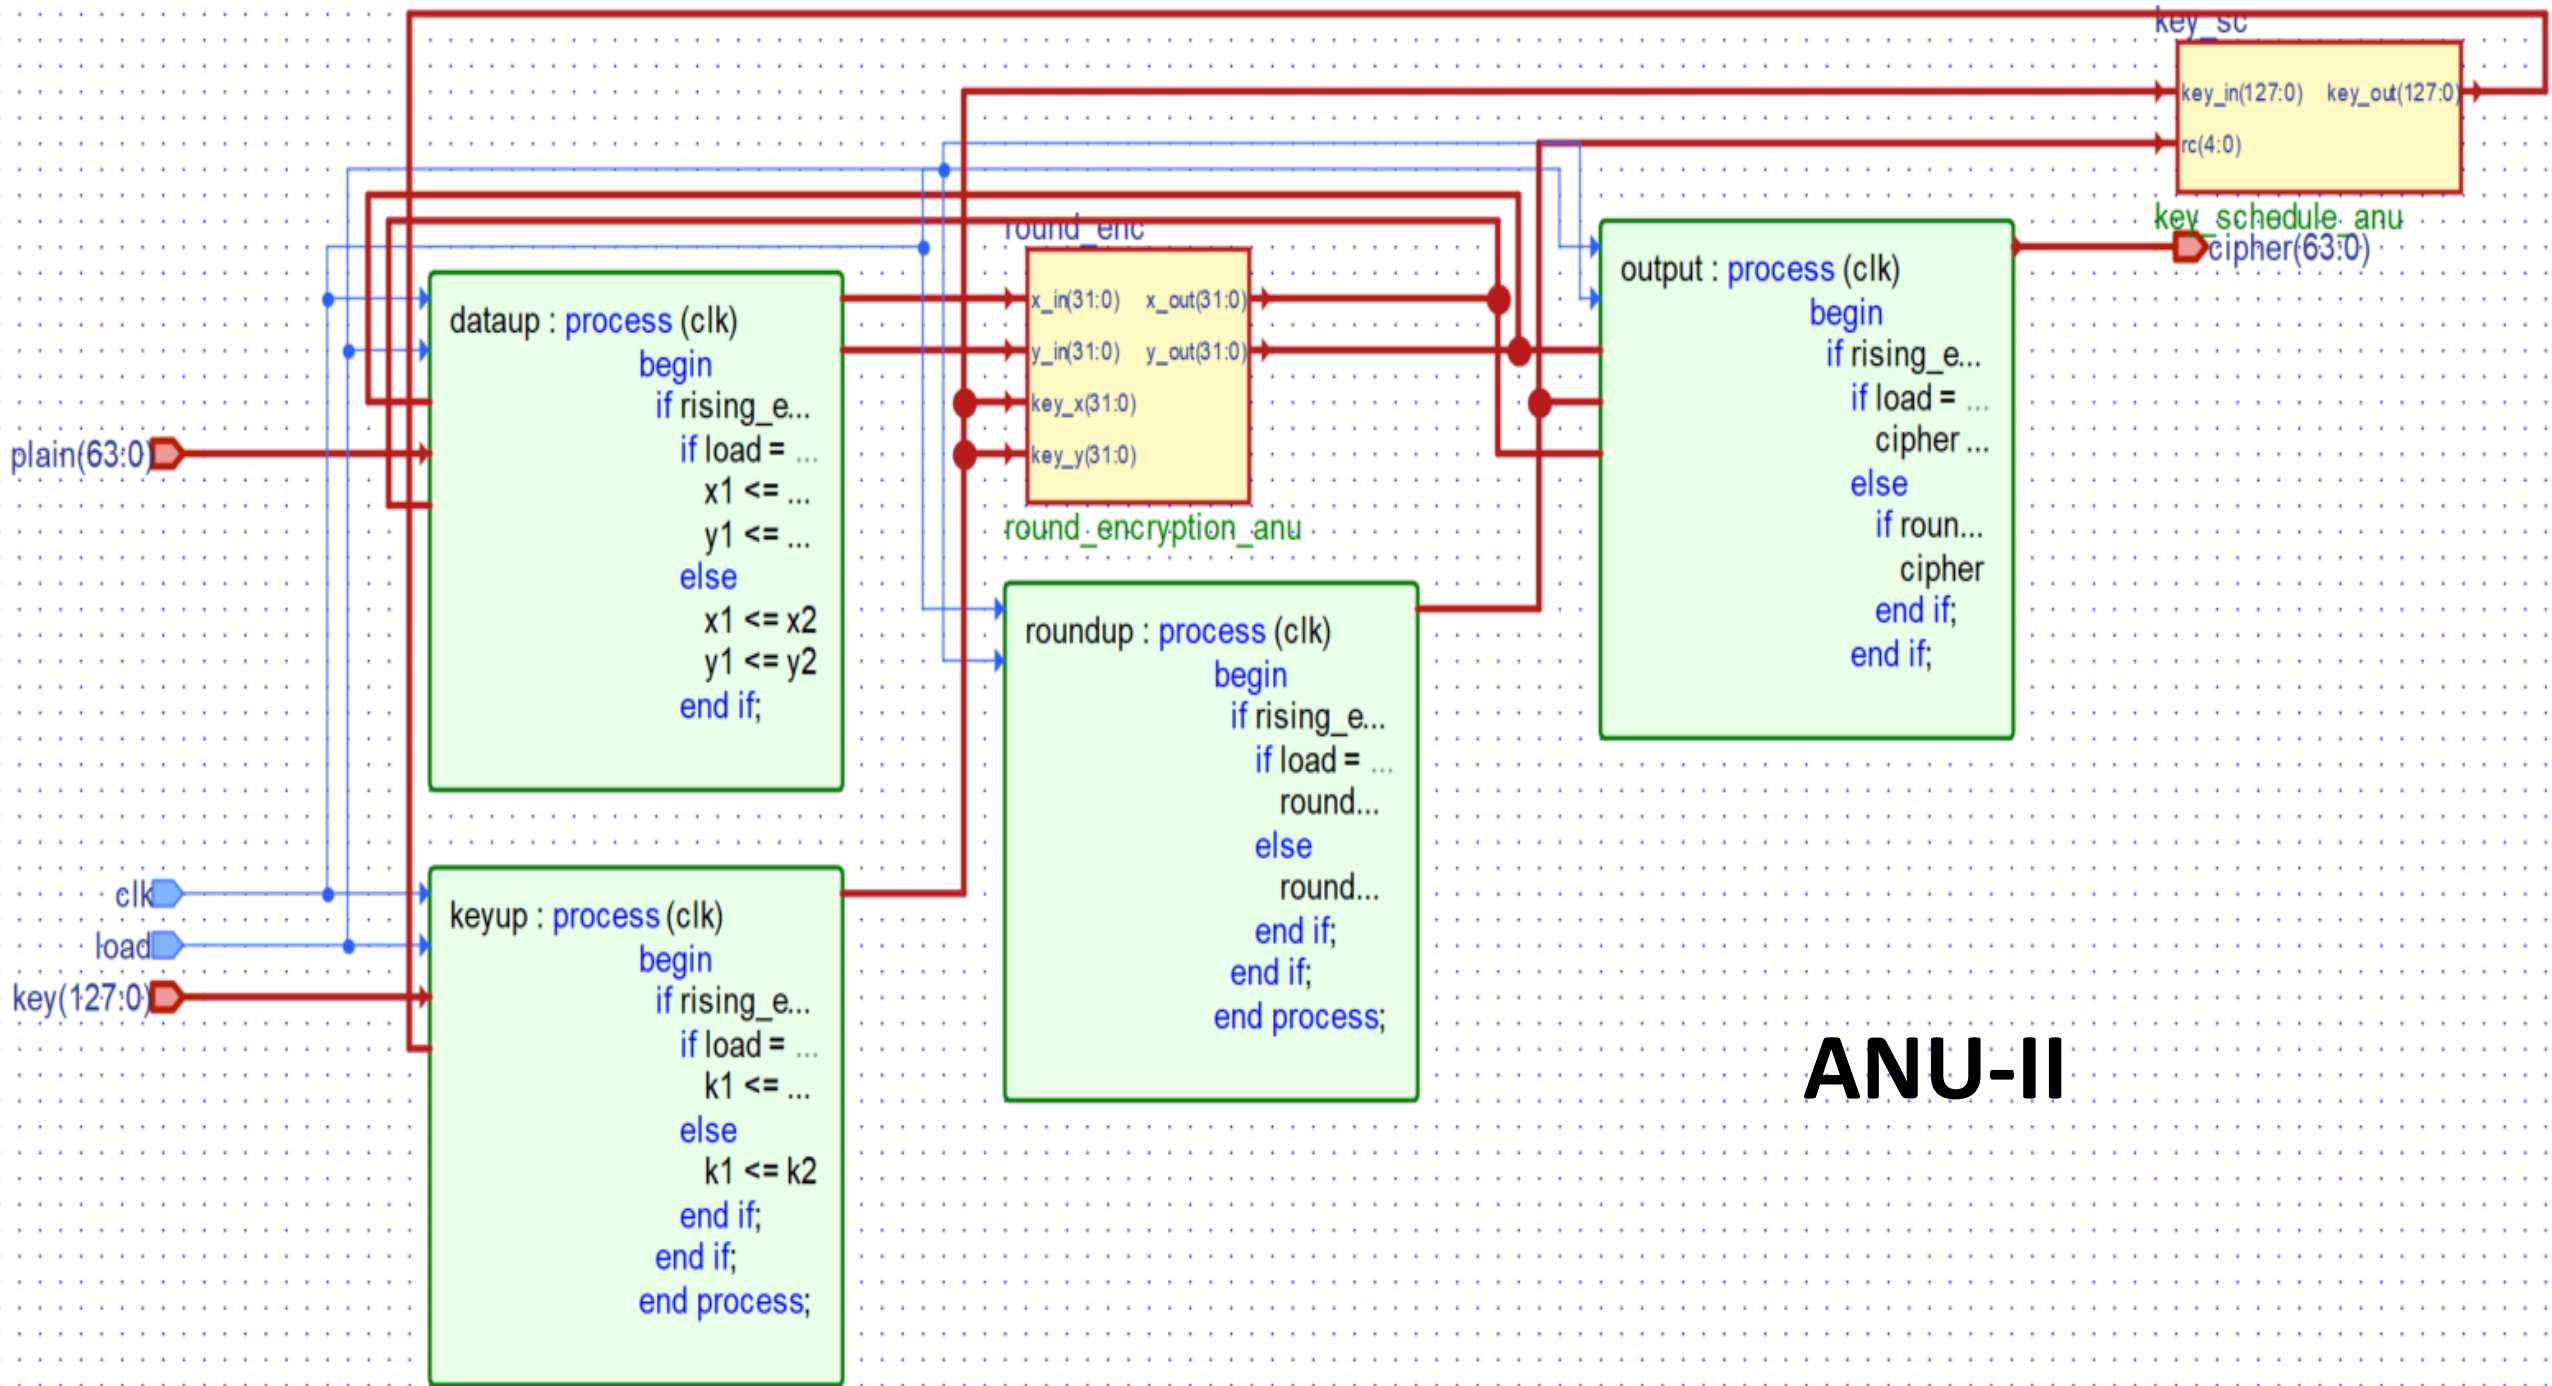 key_sc
key_in(127:0) key_out(127:0)
rc(4:0)
key_schedule_anu
cipher(63:0)
round_enc
x_in(31:0) x_out(31:0)
y_in(31:0) y_out(31:0)
key_x(31:0)
key_y(31:0)
round_encryption_anu
plain(63:0)
clk
load
key(127:0)
dataup : process (clk)
begin
if rising_e...
if load = ...
x1 <= ...
y1 <= ...
else
x1 <= x2
y1 <= y2
end if;
output : process (clk)
begin
if rising_e...
if load = ...
cipher ...
else
if roun...
cipher
end if;
end if;
roundup : process (clk)
begin
if rising_e...
if load = ...
round...
else
round...
end if;
end if;
end process;
keyup : process (clk)
begin
if rising_e...
if load = ...
k1 <= ...
else
k1 <= k2
end if;
end if;
end process;
ANU-II